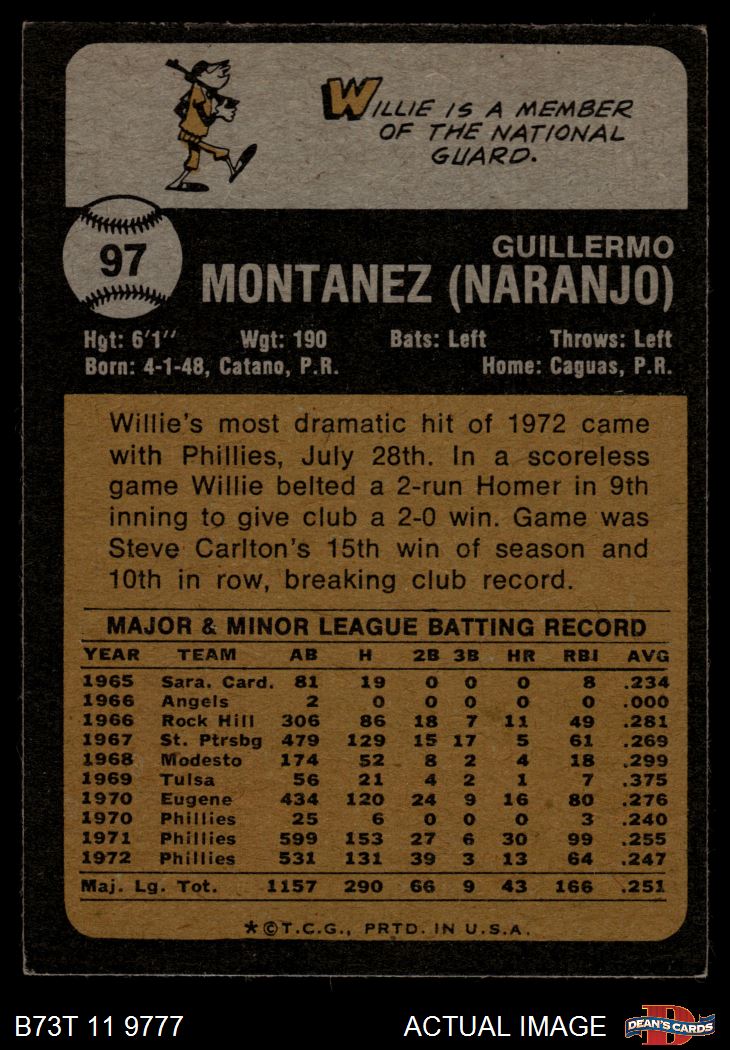 WILLIE IS A MEMBER
OF THE NATIONAL
GUARD.
97
GUILLERMO
MONTANEZ (NARANJO)
Hgt: 6'1'' Wgt: 190 Bats: Left Throws: Left
Born: 4-1-48, Catano, P.R. Home: Caguas, P.R.
Willie's most dramatic hit of 1972 came
with Phillies, July 28th. In a scoreless
game Willie belted a 2-run Homer in 9th
inning to give club a 2-0 win. Game was
Steve Carlton's 15th win of season and
10th in row, breaking club record.
MAJOR & MINOR LEAGUE BATTING RECORD
YEAR TEAM AB H 2B 3B HR RBI AVG
1965 Sara. Card. 81 19 0 0 0 8 .234
1966 Angels 2 0 0 0 0 0 .000
1966 Rock Hill 306 86 18 7 11 49 .281
1967 St. Ptrsbg 479 129 15 17 5 61 .269
1968 Modesto 174 52 8 2 4 18 .299
1969 Tulsa 56 21 4 2 1 7 .375
1970 Eugene 434 120 24 9 16 80 .276
1970 Phillies 25 6 0 0 0 3 .240
1971 Phillies 599 153 27 6 30 99 .255
1972 Phillies 531 131 39 3 13 64 .247
Maj. Lg. Tot. 1157 290 66 9 43 166 .251
*©T.C.G., PRTD. IN U.S.A.
B73T 11 9777 ACTUAL IMAGE D DEAN'S CARDS